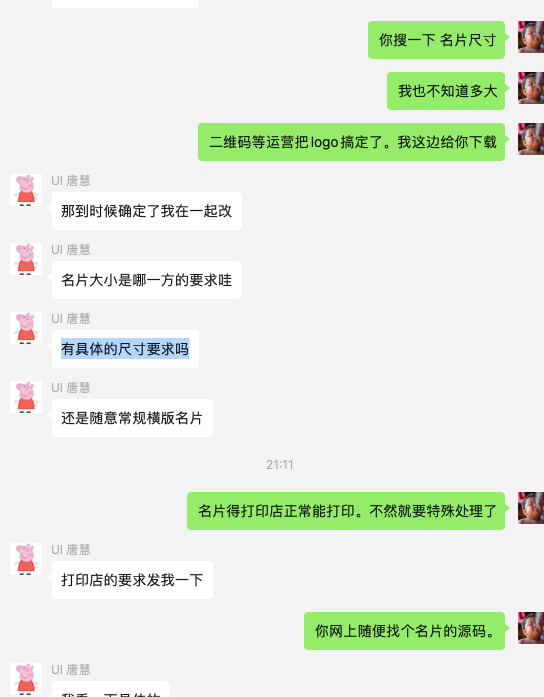 你搜一下 名片尺寸
我也不知道多大
二维码等运营把logo搞定了。我这边给你下载
UI 唐慧
那到时候确定了我在一起改
UI 唐慧
名片大小是哪一方的要求哇
UI 唐慧
有具体的尺寸要求吗
UI 唐慧
还是随意常规横版名片
21:11
名片得打印店正常能打印。不然就要特殊处理了
UI 唐慧
打印店的要求发我一下
你网上随便找个名片的源码。
UI 唐慧